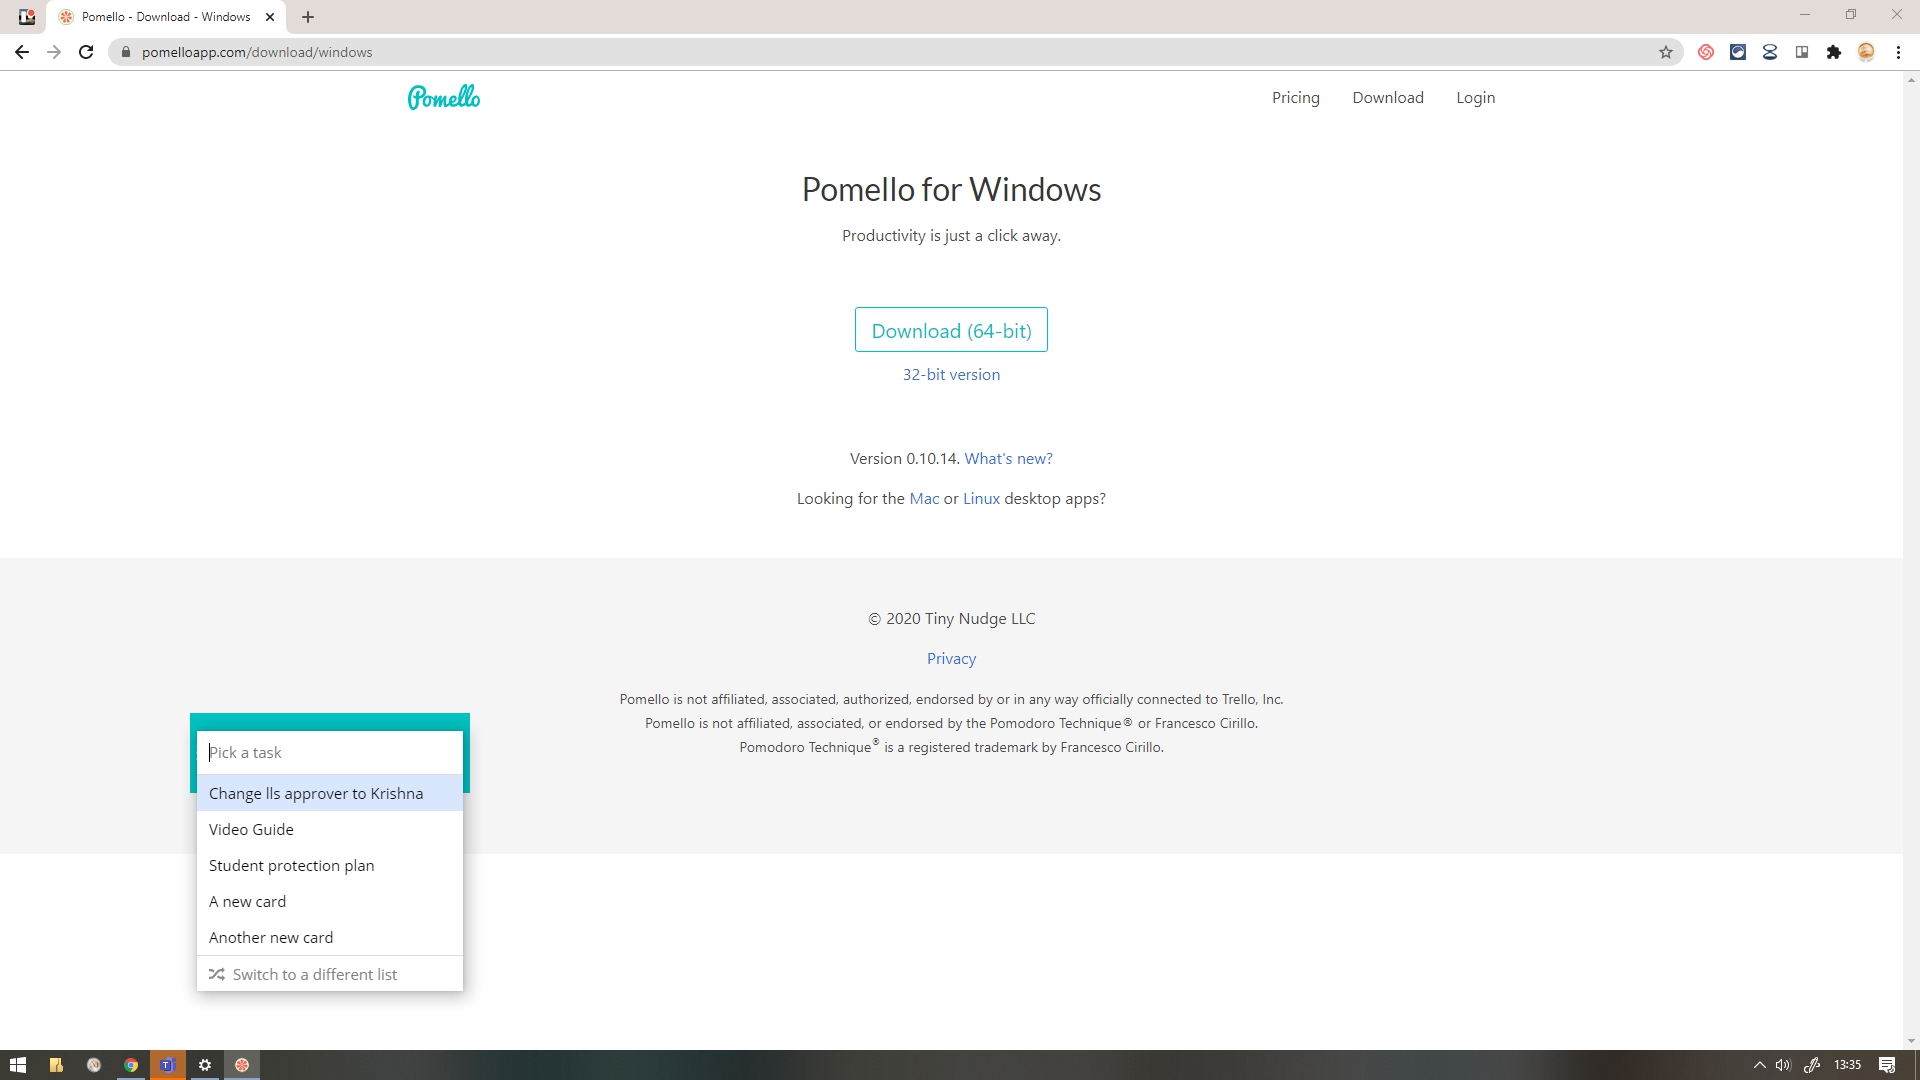 Pomello - Download - Windows
pomelloapp.com/download/windows
Pomello
Pricing
Download
Login
Pomello for Windows
Productivity is just a click away.
Download (64-bit)
32-bit version
Version 0.10.14. What's new?
Looking for the Mac or Linux desktop apps?
© 2020 Tiny Nudge LLC
Privacy
Pomello is not affiliated, associated, authorized, endorsed by or in any way officially connected to Trello, Inc.
Pomello is not affiliated, associated, or endorsed by the Pomodoro Technique® or Francesco Cirillo.
Pomodoro Technique® is a registered trademark by Francesco Cirillo.
Pick a task
Change lls approver to Krishna
Video Guide
Student protection plan
A new card
Another new card
Switch to a different list
13:35